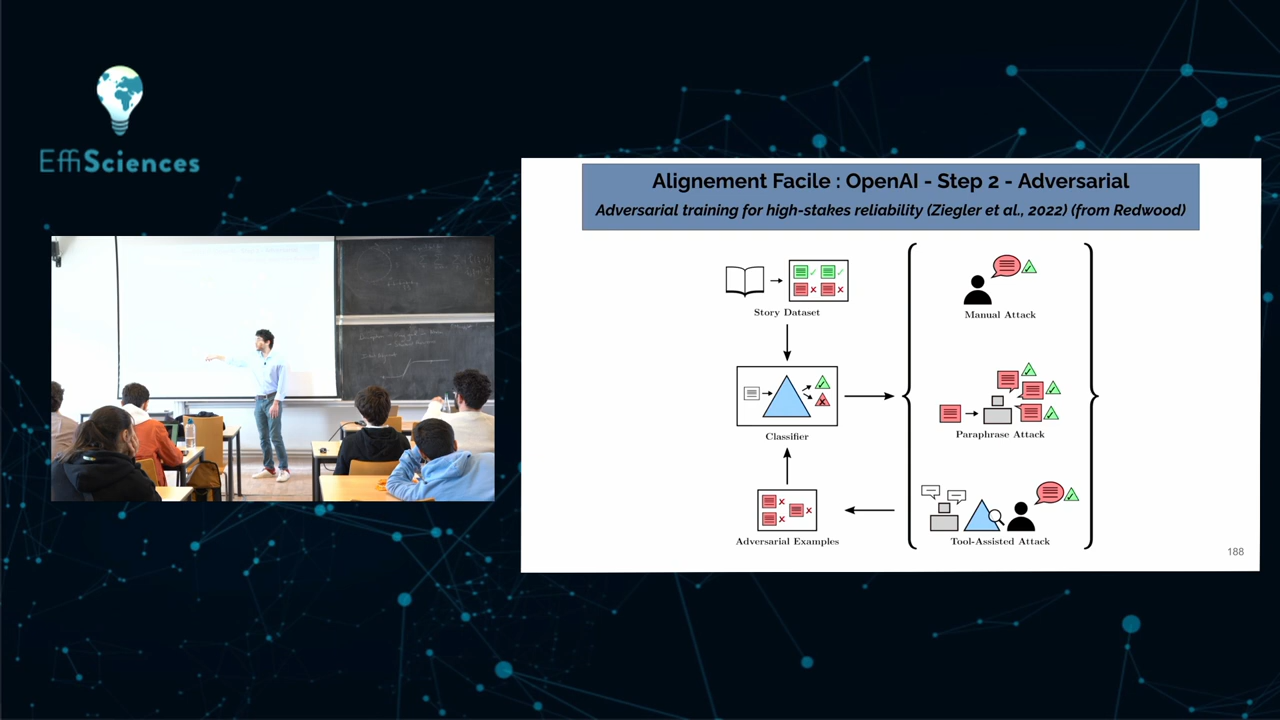 EffiSciences
Alignement Facile : OpenAI - Step 2 - Adversarial
Adversarial training for high-stakes reliability (Ziegler et al., 2022) (from Redwood)
Story Dataset
Manual Attack
Classifier
Paraphrase Attack
Adversarial Examples
Tool-Assisted Attack
188